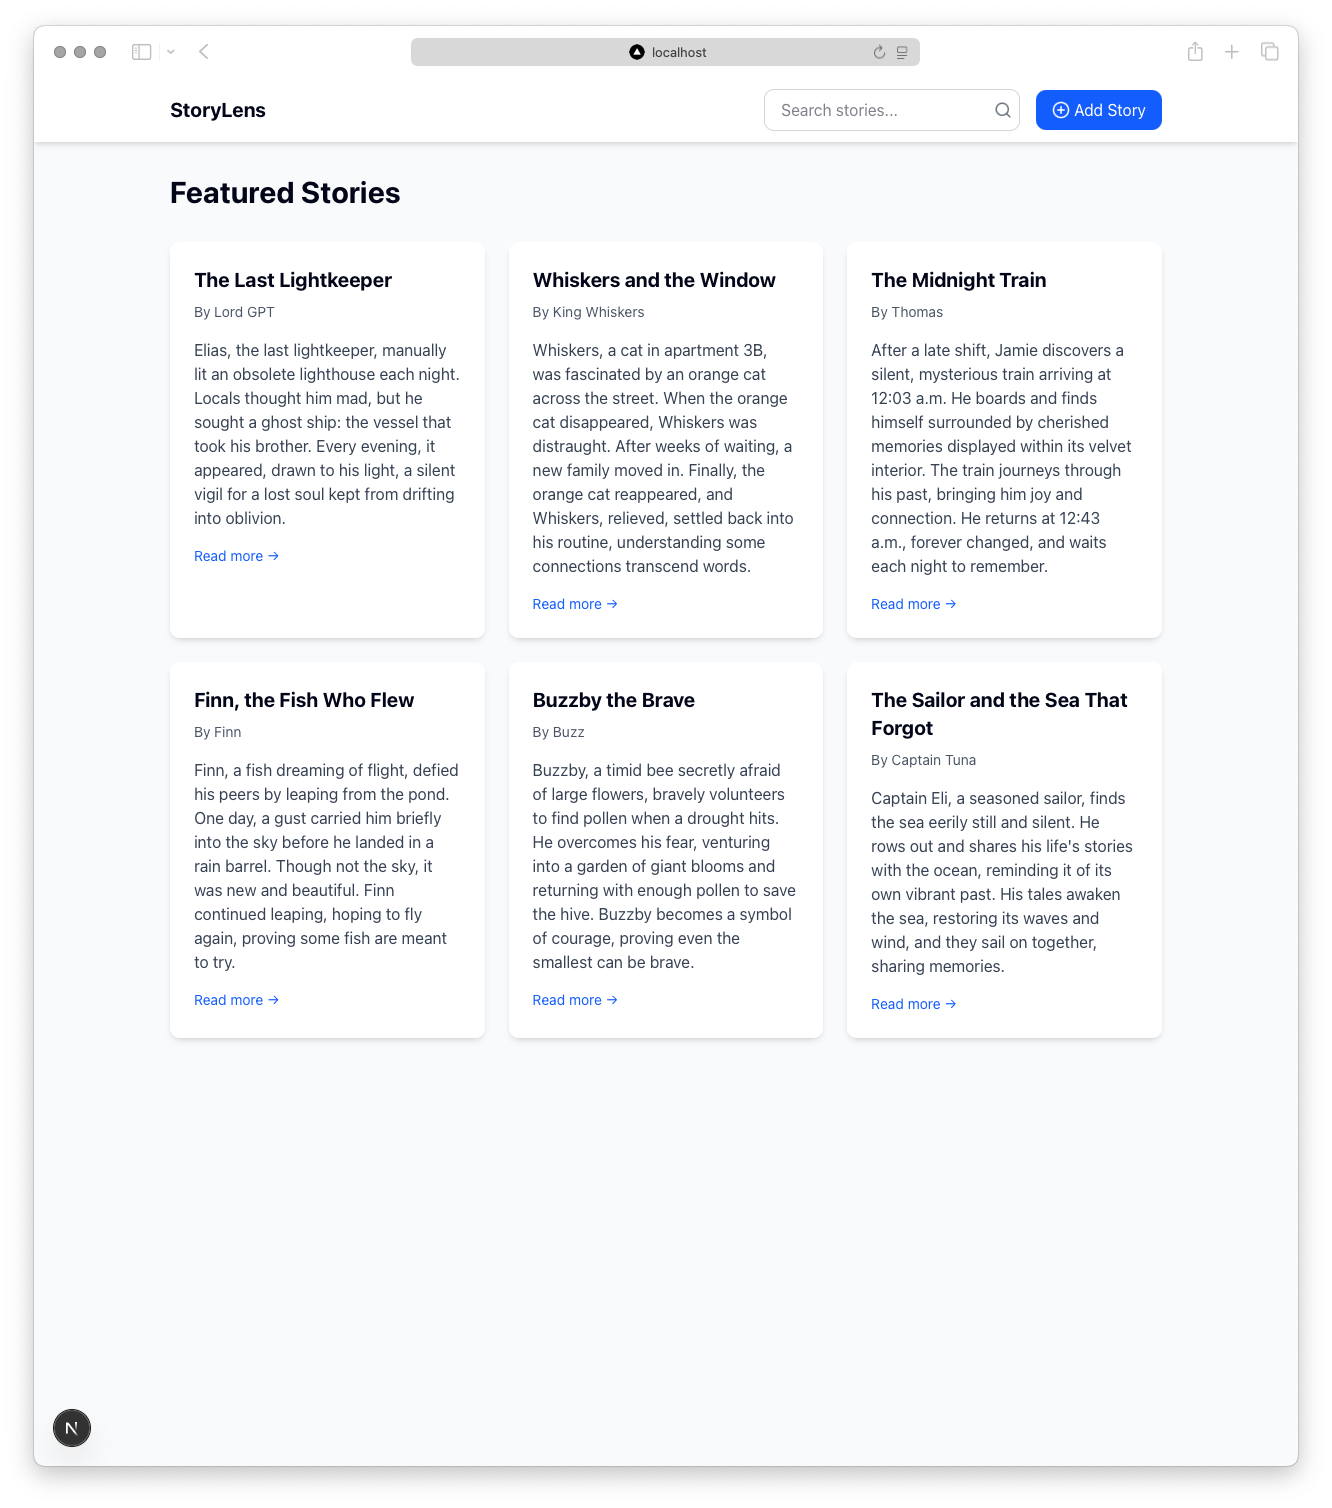 localhost
StoryLens
Search stories...
Add Story
Featured Stories
The Last Lightkeeper
By Lord GPT
Elias, the last lightkeeper, manually
lit an obsolete lighthouse each night.
Locals thought him mad, but he
sought a ghost ship: the vessel that
took his brother. Every evening, it
appeared, drawn to his light, a silent
vigil for a lost soul kept from drifting
into oblivion.
Read more →
Whiskers and the Window
By King Whiskers
Whiskers, a cat in apartment 3B,
was fascinated by an orange cat
across the street. When the orange
cat disappeared, Whiskers was
distraught. After weeks of waiting, a
new family moved in. Finally, the
orange cat reappeared, and
Whiskers, relieved, settled back into
his routine, understanding some
connections transcend words.
Read more →
The Midnight Train
By Thomas
After a late shift, Jamie discovers a
silent, mysterious train arriving at
12:03 a.m. He boards and finds
himself surrounded by cherished
memories displayed within its velvet
interior. The train journeys through
his past, bringing him joy and
connection. He returns at 12:43
a.m., forever changed, and waits
each night to remember.
Read more →
Finn, the Fish Who Flew
By Finn
Finn, a fish dreaming of flight, defied
his peers by leaping from the pond.
One day, a gust carried him briefly
into the sky before he landed in a
rain barrel. Though not the sky, it
was new and beautiful. Finn
continued leaping, hoping to fly
again, proving some fish are meant
to try.
Read more →
Buzzby the Brave
By Buzz
Buzzby, a timid bee secretly afraid
of large flowers, bravely volunteers
to find pollen when a drought hits.
He overcomes his fear, venturing
into a garden of giant blooms and
returning with enough pollen to save
the hive. Buzzby becomes a symbol
of courage, proving even the
smallest can be brave.
Read more →
The Sailor and the Sea That
Forgot
By Captain Tuna
Captain Eli, a seasoned sailor, finds
the sea eerily still and silent. He
rows out and shares his life's stories
with the ocean, reminding it of its
own vibrant past. His tales awaken
the sea, restoring its waves and
wind, and they sail on together,
sharing memories.
Read more →
N